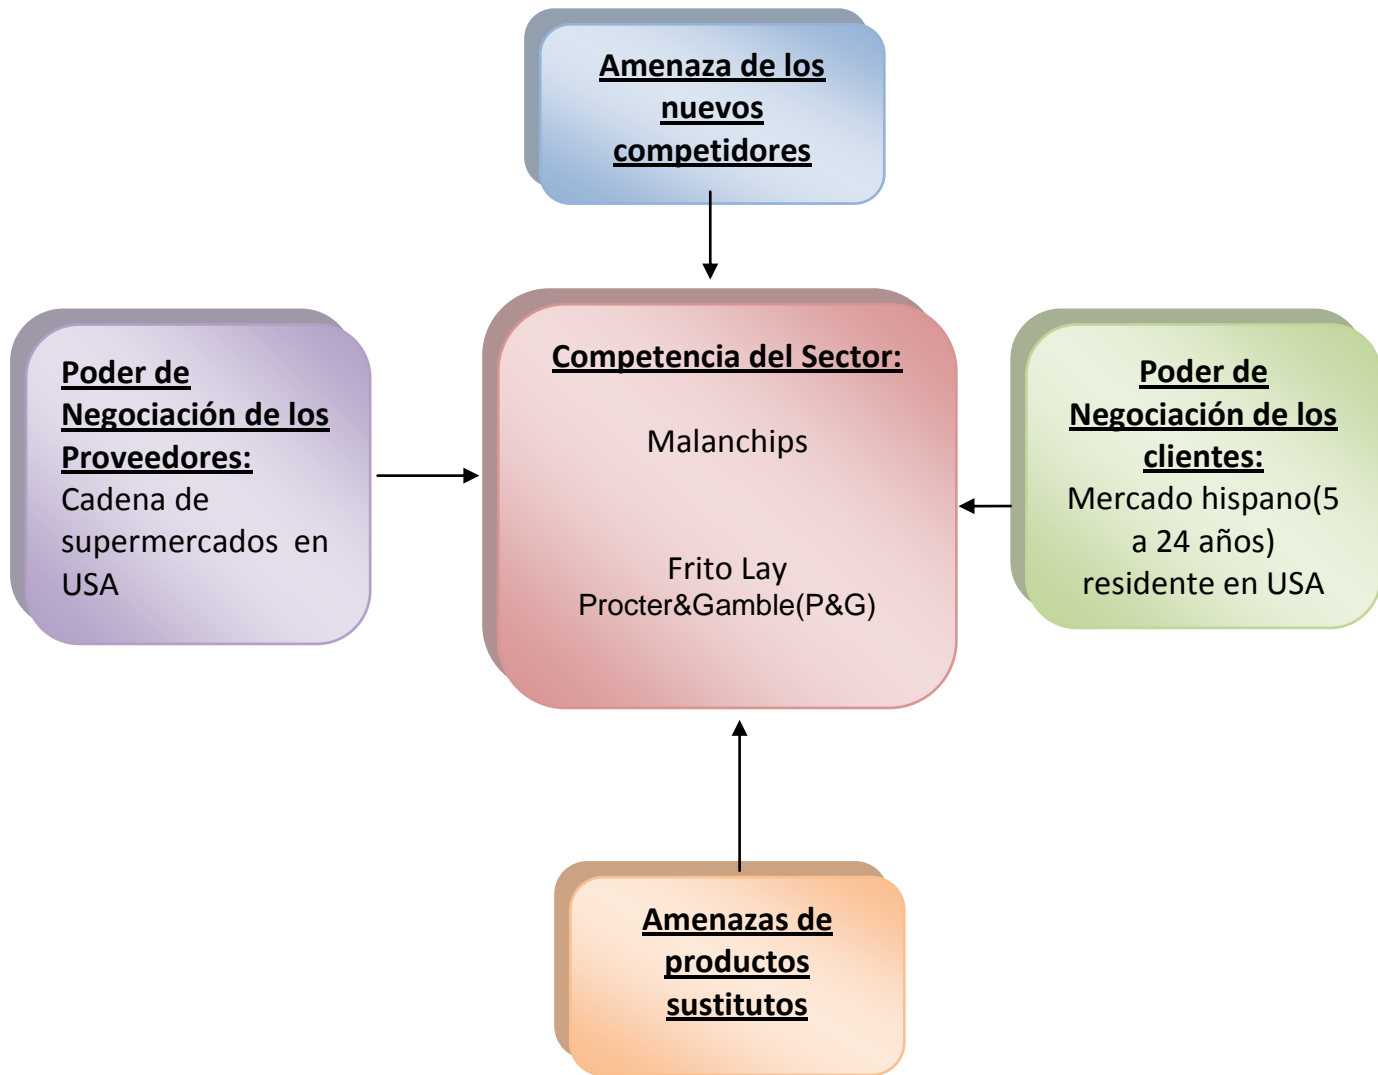 Amenaza de los
nuevos
competidores
Poder de
Negociación de los
Proveedores:
Cadena de
supermercados en
USA
Competencia del Sector:
Malanchips
Frito Lay
Procter&Gamble(P&G)
Poder de
Negociación de los
clientes:
Mercado hispano(5
a 24 años)
residente en USA
Amenazas de
productos
sustitutos